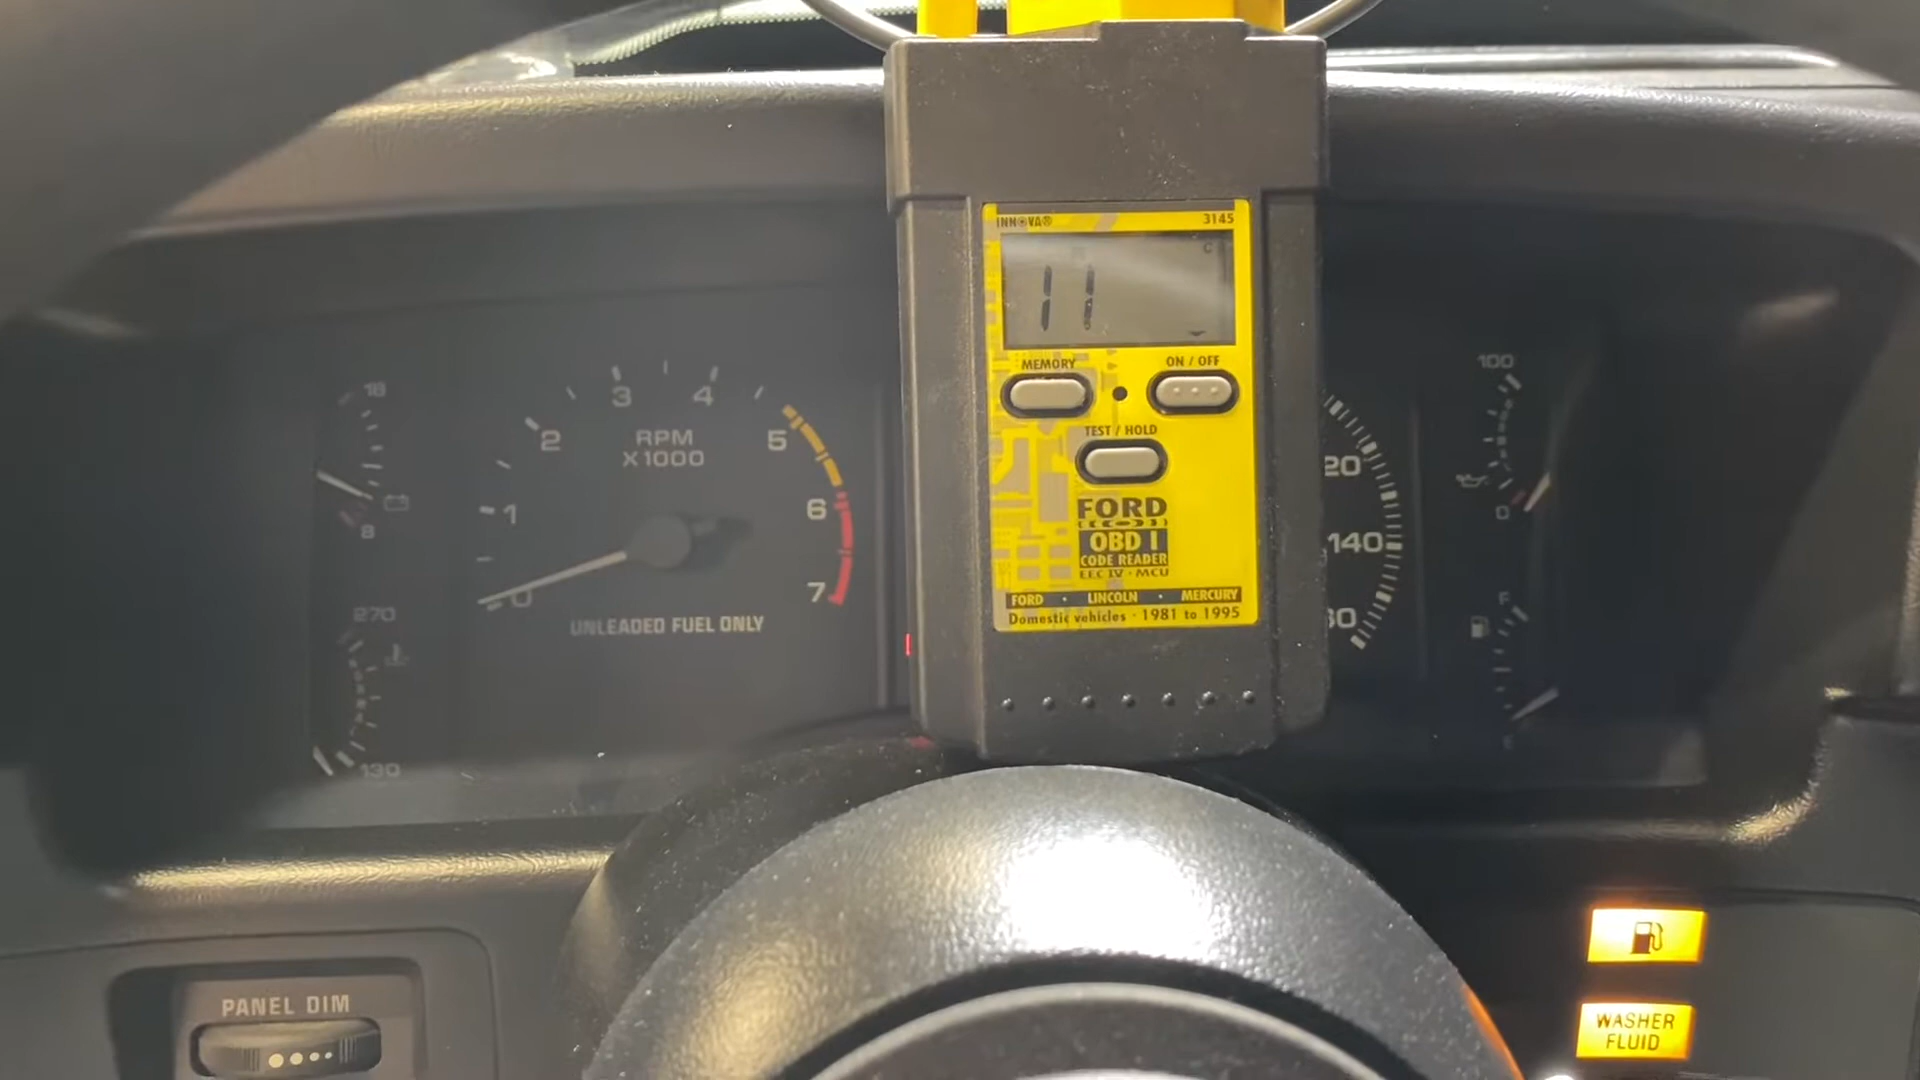 INNOVA® 3145
C
11
MEMORY
ON / OFF
TEST / HOLD
FORD
OBD I
CODE READER
EEC IV • MCU
FORD • LINCOLN • MERCURY
Domestic vehicles • 1981 to 1995
18
8
270
130
0
1
2
3
4
5
6
7
RPM
X1000
UNLEADED FUEL ONLY
20
140
100
0
F
PANEL DIM
WASHER
FLUID